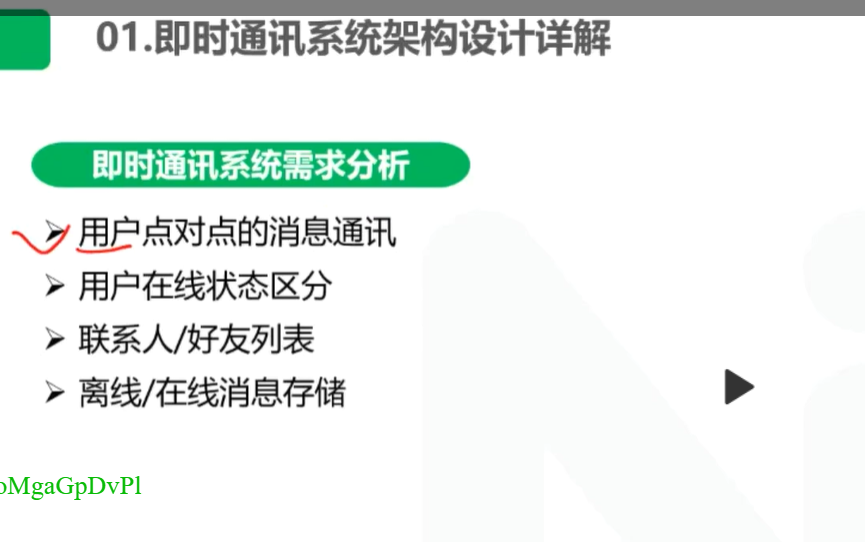 01.即时通讯系统架构设计详解
即时通讯系统需求分析
用户点对点的消息通讯
用户在线状态区分
联系人/好友列表
离线/在线消息存储
oMgaGpDvPl